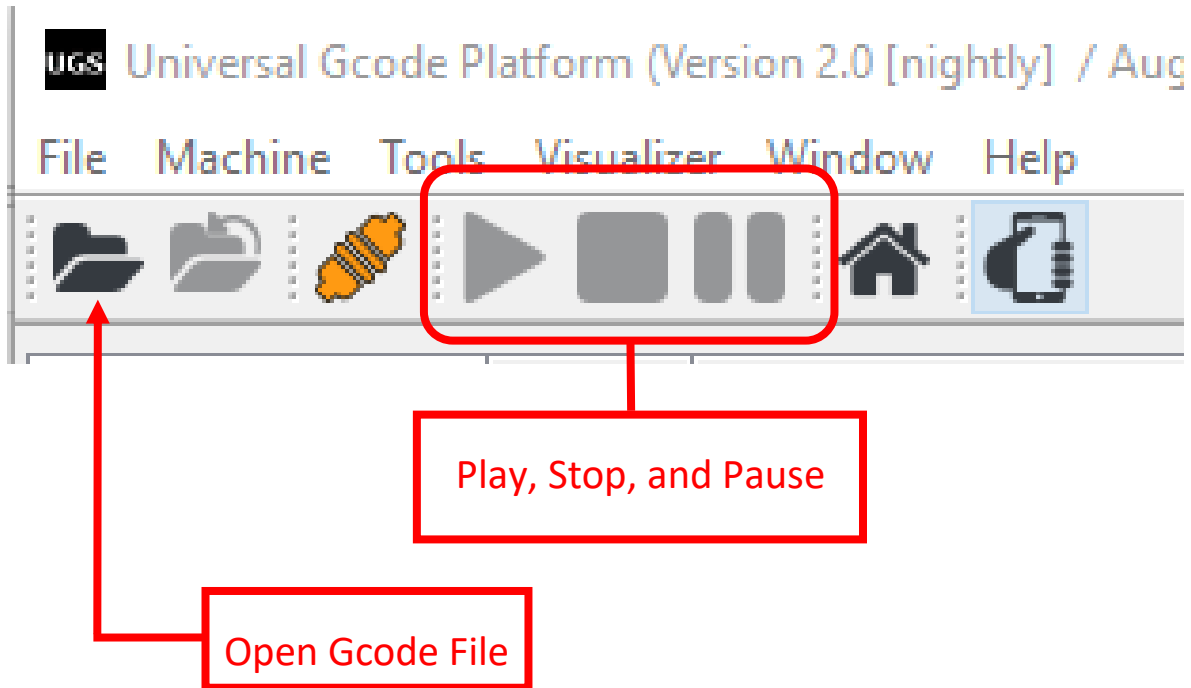 UGS Universal Gcode Platform (Version 2.0 [nightly] / Aug
File Machine Tools Visualizer Window Help
Play, Stop, and Pause
Open Gcode File